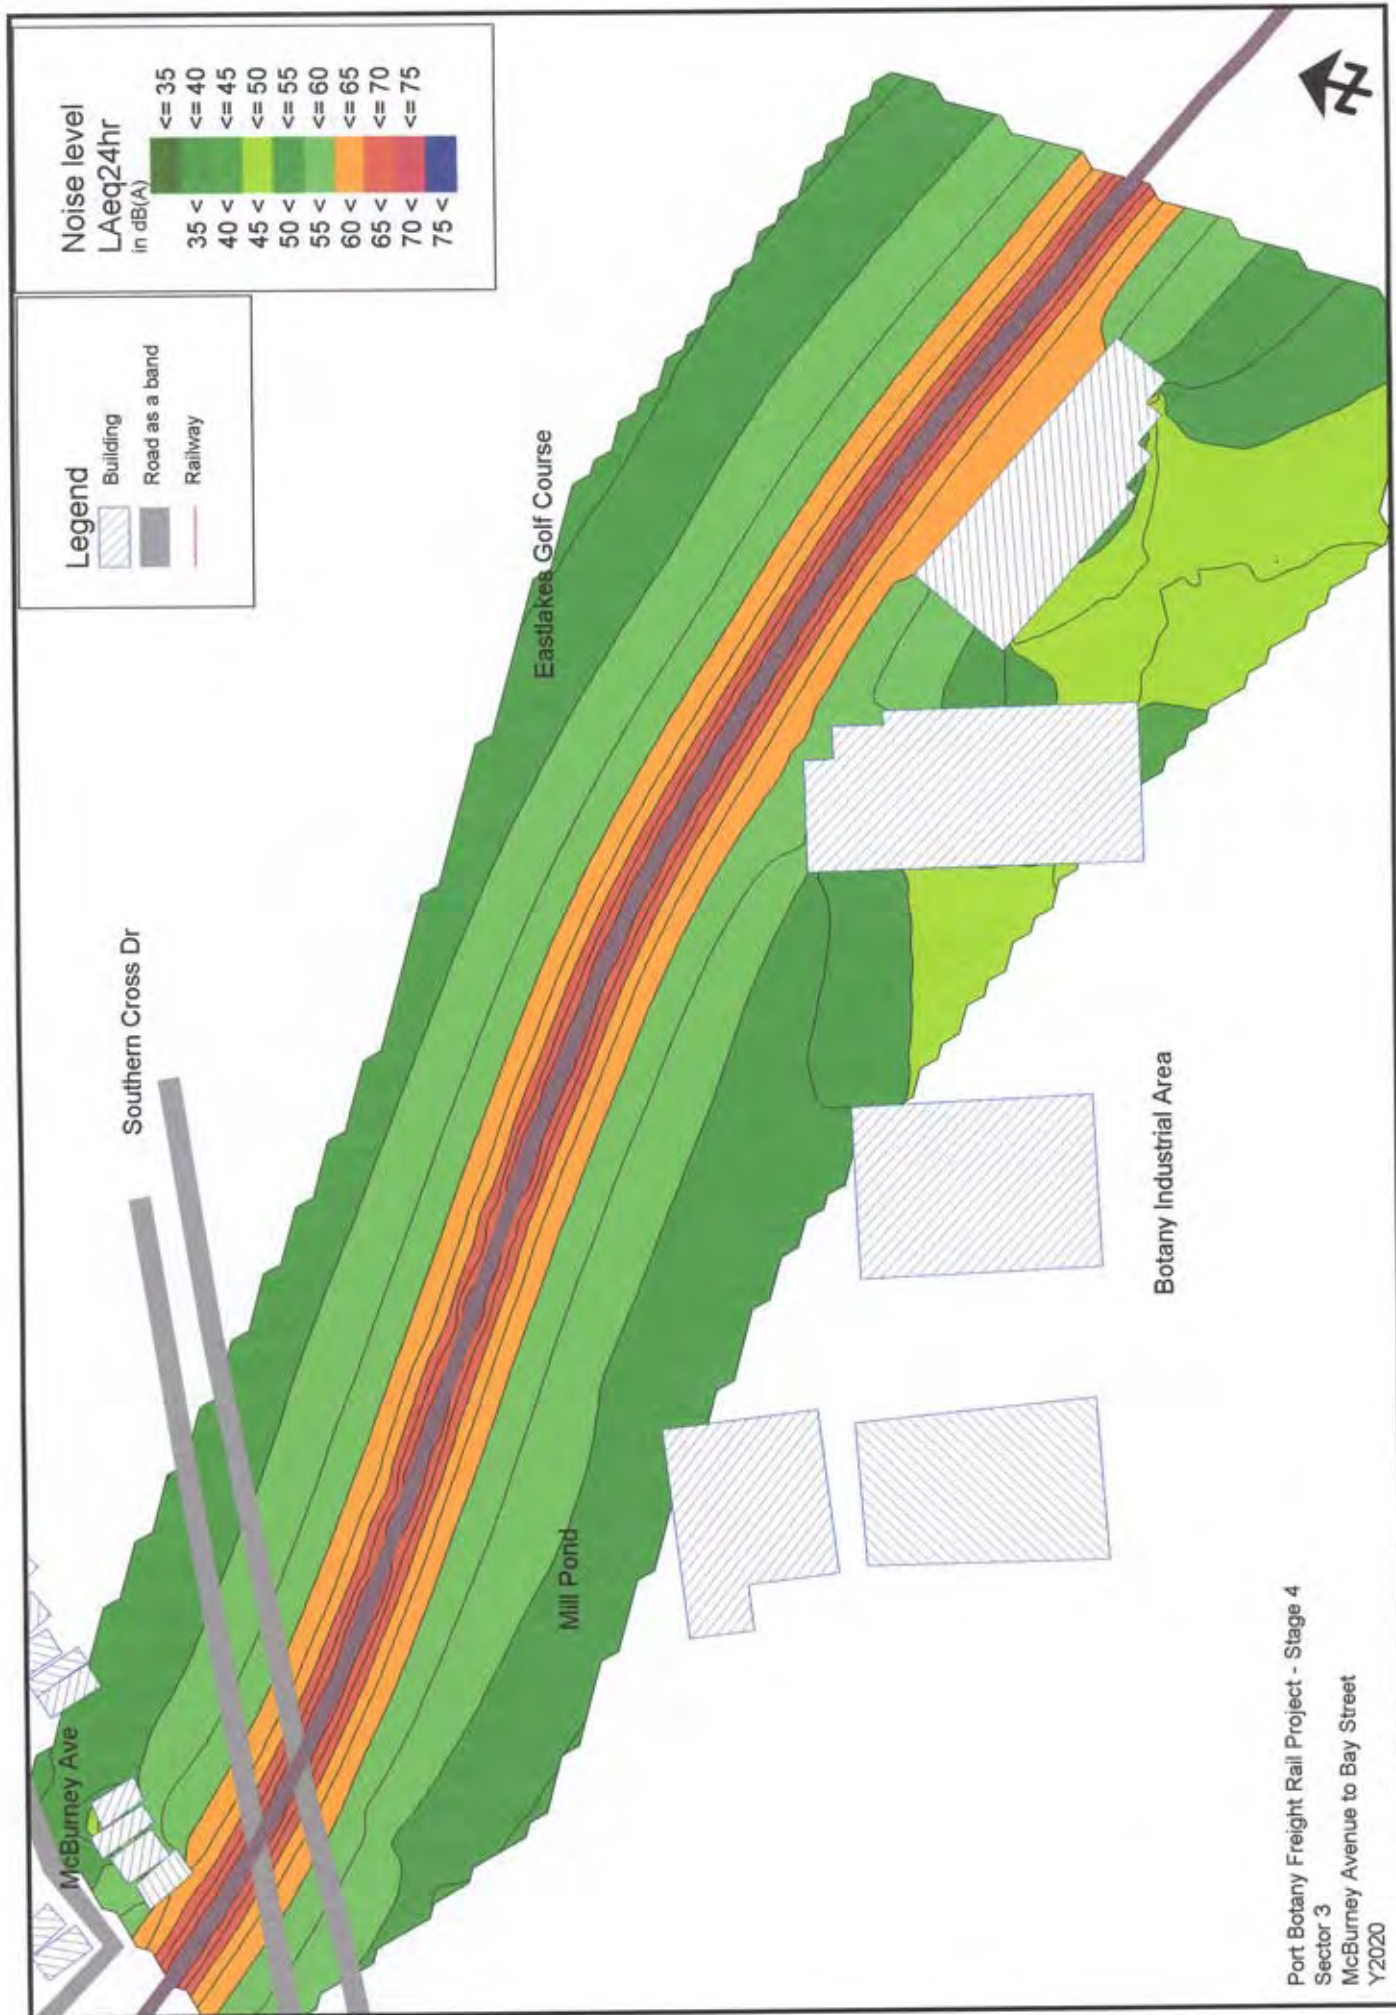 Noise level
LAeq24hr
in dB(A)
<= 35
35 < <= 40
40 < <= 45
45 < <= 50
50 < <= 55
55 < <= 60
60 < <= 65
65 < <= 70
70 < <= 75
75 <
Legend
Building
Road as a band
Railway
McBurney Ave
Southern Cross Dr
Eastlakes Golf Course
Mill Pond
Botany Industrial Area
N
Port Botany Freight Rail Project - Stage 4
Sector 3
McBurney Avenue to Bay Street
Y2020